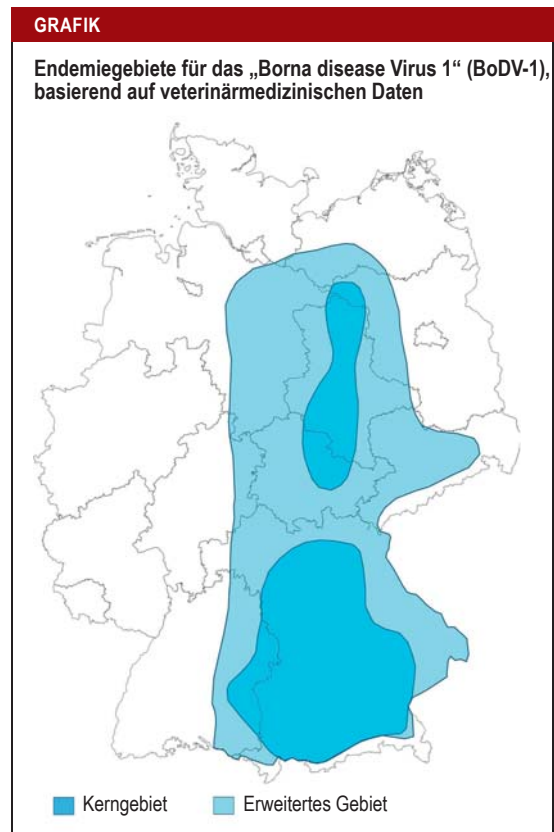 GRAFIK
Endemiegebiete für das „Borna disease Virus 1“ (BoDV-1),
basierend auf veterinärmedizinischen Daten
Kerngebiet
Erweitertes Gebiet